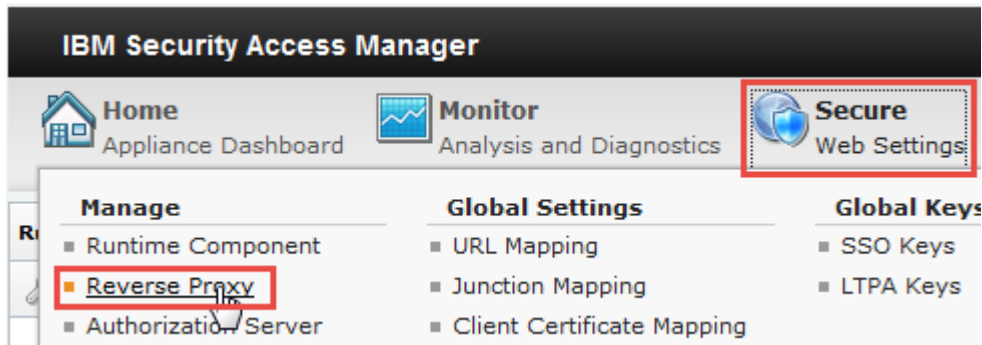 IBM Security Access Manager
Home Monitor Secure
Appliance Dashboard Analysis and Diagnostics Web Settings
Manage Global Settings Global Keys
Runtime Component URL Mapping SSO Keys
Reverse Proxy Junction Mapping LTPA Keys
Authorization Server Client Certificate Mapping